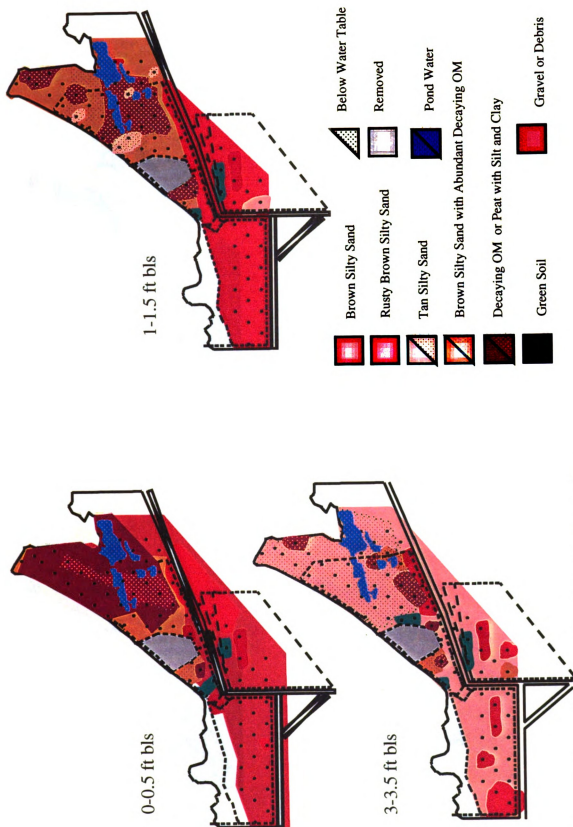 0-0.5 ft bls
1-1.5 ft bls
3-3.5 ft bls
Brown Silty Sand
Rusty Brown Silty Sand
Tan Silty Sand
Brown Silty Sand with Abundant Decaying OM
Decaying OM or Peat with Silt and Clay
Green Soil
Below Water Table
Removed
Pond Water
Gravel or Debris